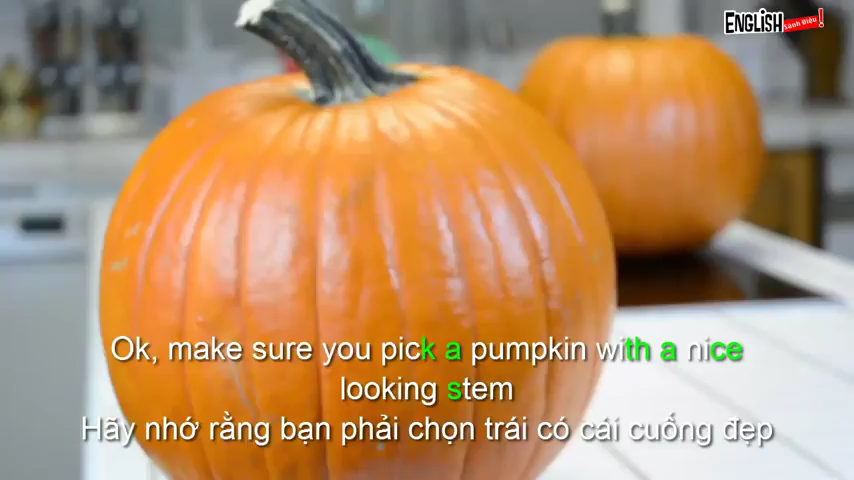 ENGLISH Sành Điệu!
Ok, make sure you pick a pumpkin with a nice
looking stem
Hãy nhớ rằng bạn phải chọn trái có cái cuống đẹp